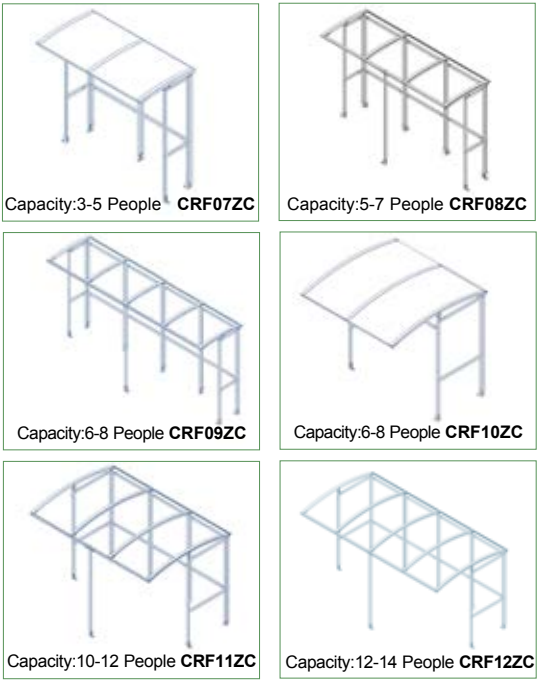 Capacity:3-5 People CRF07ZC
Capacity:5-7 People CRF08ZC
Capacity:6-8 People CRF09ZC
Capacity:6-8 People CRF10ZC
Capacity:10-12 People CRF11ZC
Capacity:12-14 People CRF12ZC